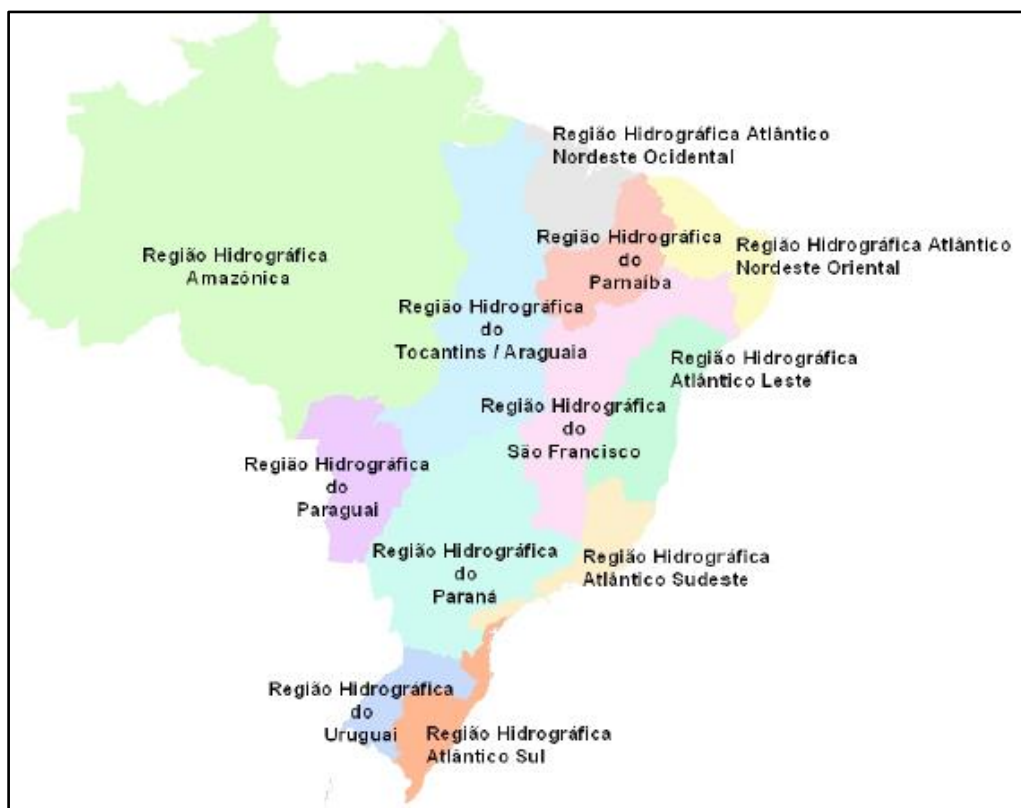 Região Hidrográfica Atlântico
Nordeste Ocidental
Região Hidrográfica
do
Parnaíba
Região Hidrográfica Atlântico
Nordeste Oriental
Região Hidrográfica
Amazônica
Região Hidrográfica
do
Tocantins / Araguaia
Região Hidrográfica
Atlântico Leste
Região Hidrográfica
do
São Francisco
Região Hidrográfica
do
Paraguai
Região Hidrográfica
do
Paraná
Região Hidrográfica
Atlântico Sudeste
Região Hidrográfica
do
Uruguai
Região Hidrográfica
Atlântico Sul